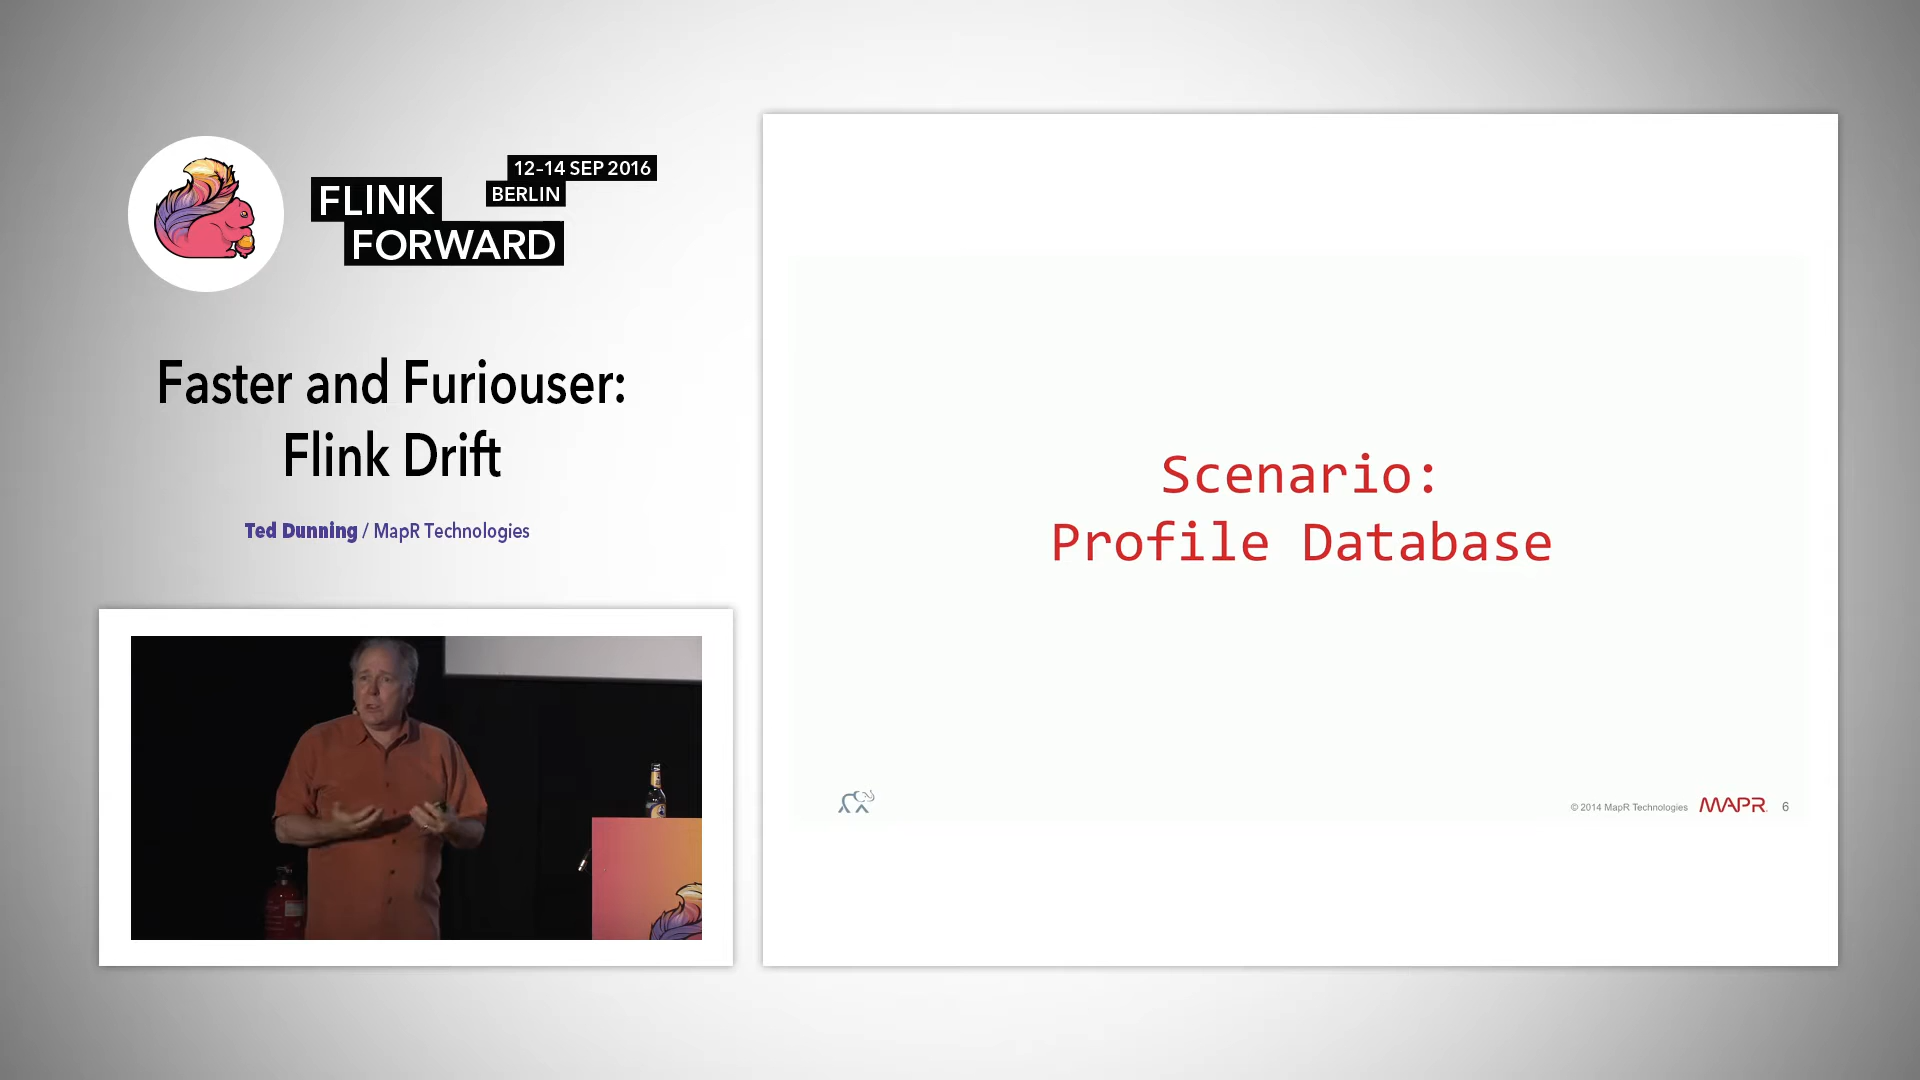 12–14 SEP 2016
BERLIN
FLINK
FORWARD
Faster and Furiouser:
Flink Drift
Ted Dunning / MapR Technologies
Scenario:
Profile Database
© 2014 MapR Technologies MAPR 6